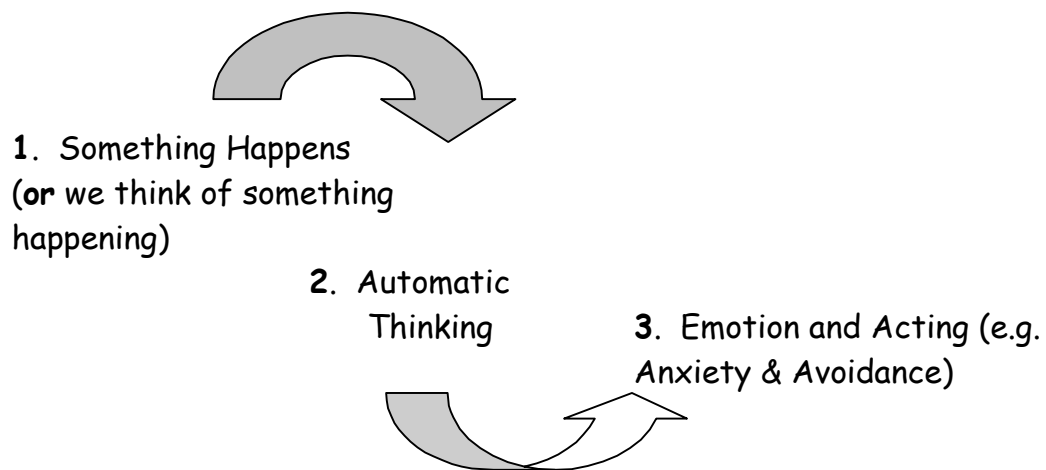 1. Something Happens
(or we think of something
happening)
2. Automatic
Thinking
3. Emotion and Acting (e.g.
Anxiety & Avoidance)